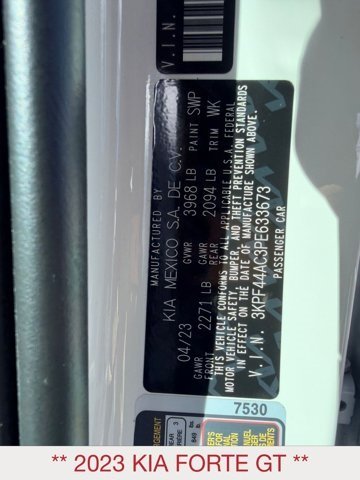 V.I.N.
MANUFACTURED BY
KIA MEXICO S.A. DE C.V.
04/23 GVWR 3968 LB PAINT SWP
GAWR FRONT 2271 LB GAWR REAR 2094 LB TRIM WK
THIS VEHICLE CONFORMS TO ALL APPLICABLE U.S.A. FEDERAL
MOTOR VEHICLE SAFETY, BUMPER, AND THEFT PREVENTION STANDARDS
IN EFFECT ON THE DATE OF MANUFACTURE SHOWN ABOVE.
V.I.N. 3KPF44AC3PE633673
PASSENGER CAR
7530
** 2023 KIA FORTE GT **